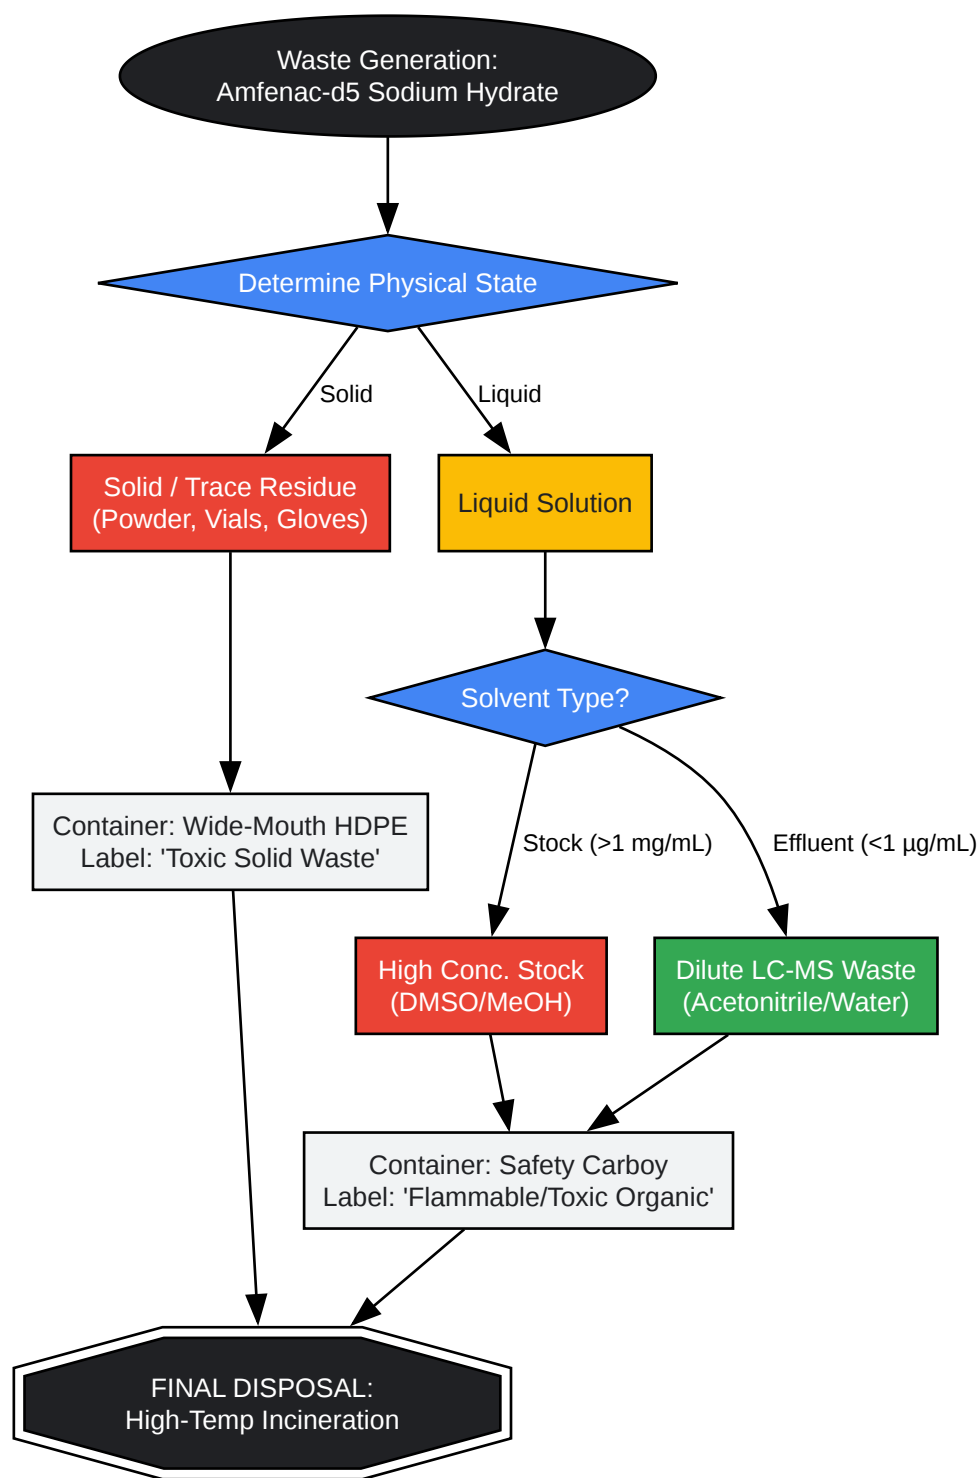 Waste Generation:
Amfenac-d5 Sodium Hydrate
Determine Physical State
Solid
Liquid
Solid / Trace Residue
(Powder, Vials, Gloves)
Liquid Solution
Solvent Type?
Container: Wide-Mouth HDPE
Label: 'Toxic Solid Waste'
Stock (>1 mg/mL)
Effluent (<1 µg/mL)
High Conc. Stock
(DMSO/MeOH)
Dilute LC-MS Waste
(Acetonitrile/Water)
Container: Safety Carboy
Label: 'Flammable/Toxic Organic'
FINAL DISPOSAL:
High-Temp Incineration